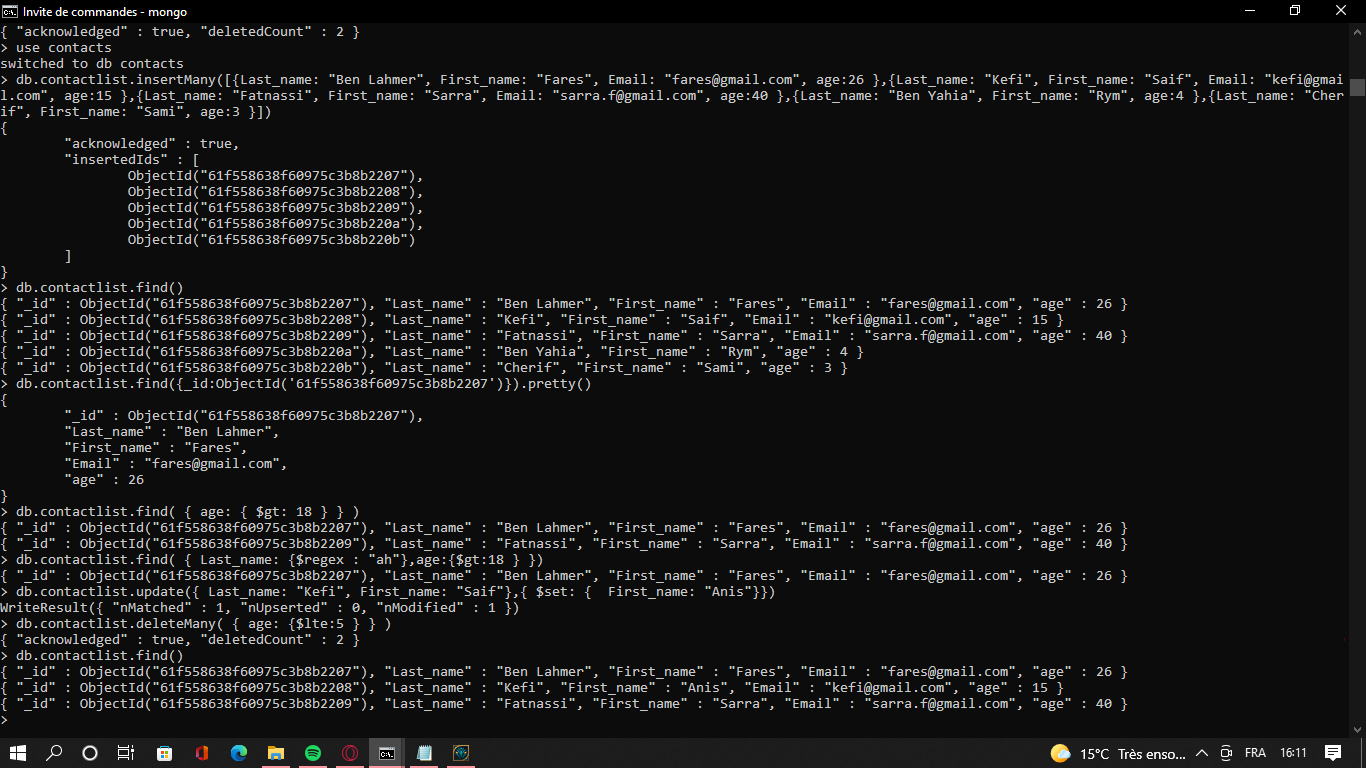 Invite de commandes - mongo
{ "acknowledged" : true, "deletedCount" : 2 }
> use contacts
switched to db contacts
> db.contactlist.insertMany([{Last_name: "Ben Lahmer", First_name: "Fares", Email: "fares@gmail.com", age:26 },{Last_name: "Kefi", First_name: "Saif", Email: "kefi@gmai
l.com", age:15 },{Last_name: "Fatnassi", First_name: "Sarra", Email: "sarra.f@gmail.com", age:40 },{Last_name: "Ben Yahia", First_name: "Rym", age:4 },{Last_name: "Cher
if", First_name: "Sami", age:3 }])
{
"acknowledged" : true,
"insertedIds" : [
ObjectId("61f558638f60975c3b8b2207"),
ObjectId("61f558638f60975c3b8b2208"),
ObjectId("61f558638f60975c3b8b2209"),
ObjectId("61f558638f60975c3b8b220a"),
ObjectId("61f558638f60975c3b8b220b")
]
}
> db.contactlist.find()
{ "_id" : ObjectId("61f558638f60975c3b8b2207"), "Last_name" : "Ben Lahmer", "First_name" : "Fares", "Email" : "fares@gmail.com", "age" : 26 }
{ "_id" : ObjectId("61f558638f60975c3b8b2208"), "Last_name" : "Kefi", "First_name" : "Saif", "Email" : "kefi@gmail.com", "age" : 15 }
{ "_id" : ObjectId("61f558638f60975c3b8b2209"), "Last_name" : "Fatnassi", "First_name" : "Sarra", "Email" : "sarra.f@gmail.com", "age" : 40 }
{ "_id" : ObjectId("61f558638f60975c3b8b220a"), "Last_name" : "Ben Yahia", "First_name" : "Rym", "age" : 4 }
{ "_id" : ObjectId("61f558638f60975c3b8b220b"), "Last_name" : "Cherif", "First_name" : "Sami", "age" : 3 }
> db.contactlist.find({_id:ObjectId('61f558638f60975c3b8b2207')}).pretty()
{
"_id" : ObjectId("61f558638f60975c3b8b2207"),
"Last_name" : "Ben Lahmer",
"First_name" : "Fares",
"Email" : "fares@gmail.com",
"age" : 26
}
> db.contactlist.find( { age: { $gt: 18 } } )
{ "_id" : ObjectId("61f558638f60975c3b8b2207"), "Last_name" : "Ben Lahmer", "First_name" : "Fares", "Email" : "fares@gmail.com", "age" : 26 }
{ "_id" : ObjectId("61f558638f60975c3b8b2209"), "Last_name" : "Fatnassi", "First_name" : "Sarra", "Email" : "sarra.f@gmail.com", "age" : 40 }
> db.contactlist.find( { Last_name: {$regex : "ah"},age:{$gt:18 } })
{ "_id" : ObjectId("61f558638f60975c3b8b2207"), "Last_name" : "Ben Lahmer", "First_name" : "Fares", "Email" : "fares@gmail.com", "age" : 26 }
> db.contactlist.update({ Last_name: "Kefi", First_name: "Saif"},{ $set: {  First_name: "Anis"}})
WriteResult({ "nMatched" : 1, "nUpserted" : 0, "nModified" : 1 })
> db.contactlist.deleteMany( { age: {$lte:5 } } )
{ "acknowledged" : true, "deletedCount" : 2 }
> db.contactlist.find()
{ "_id" : ObjectId("61f558638f60975c3b8b2207"), "Last_name" : "Ben Lahmer", "First_name" : "Fares", "Email" : "fares@gmail.com", "age" : 26 }
{ "_id" : ObjectId("61f558638f60975c3b8b2208"), "Last_name" : "Kefi", "First_name" : "Anis", "Email" : "kefi@gmail.com", "age" : 15 }
{ "_id" : ObjectId("61f558638f60975c3b8b2209"), "Last_name" : "Fatnassi", "First_name" : "Sarra", "Email" : "sarra.f@gmail.com", "age" : 40 }
>
15°C Très enso... FRA 16:11